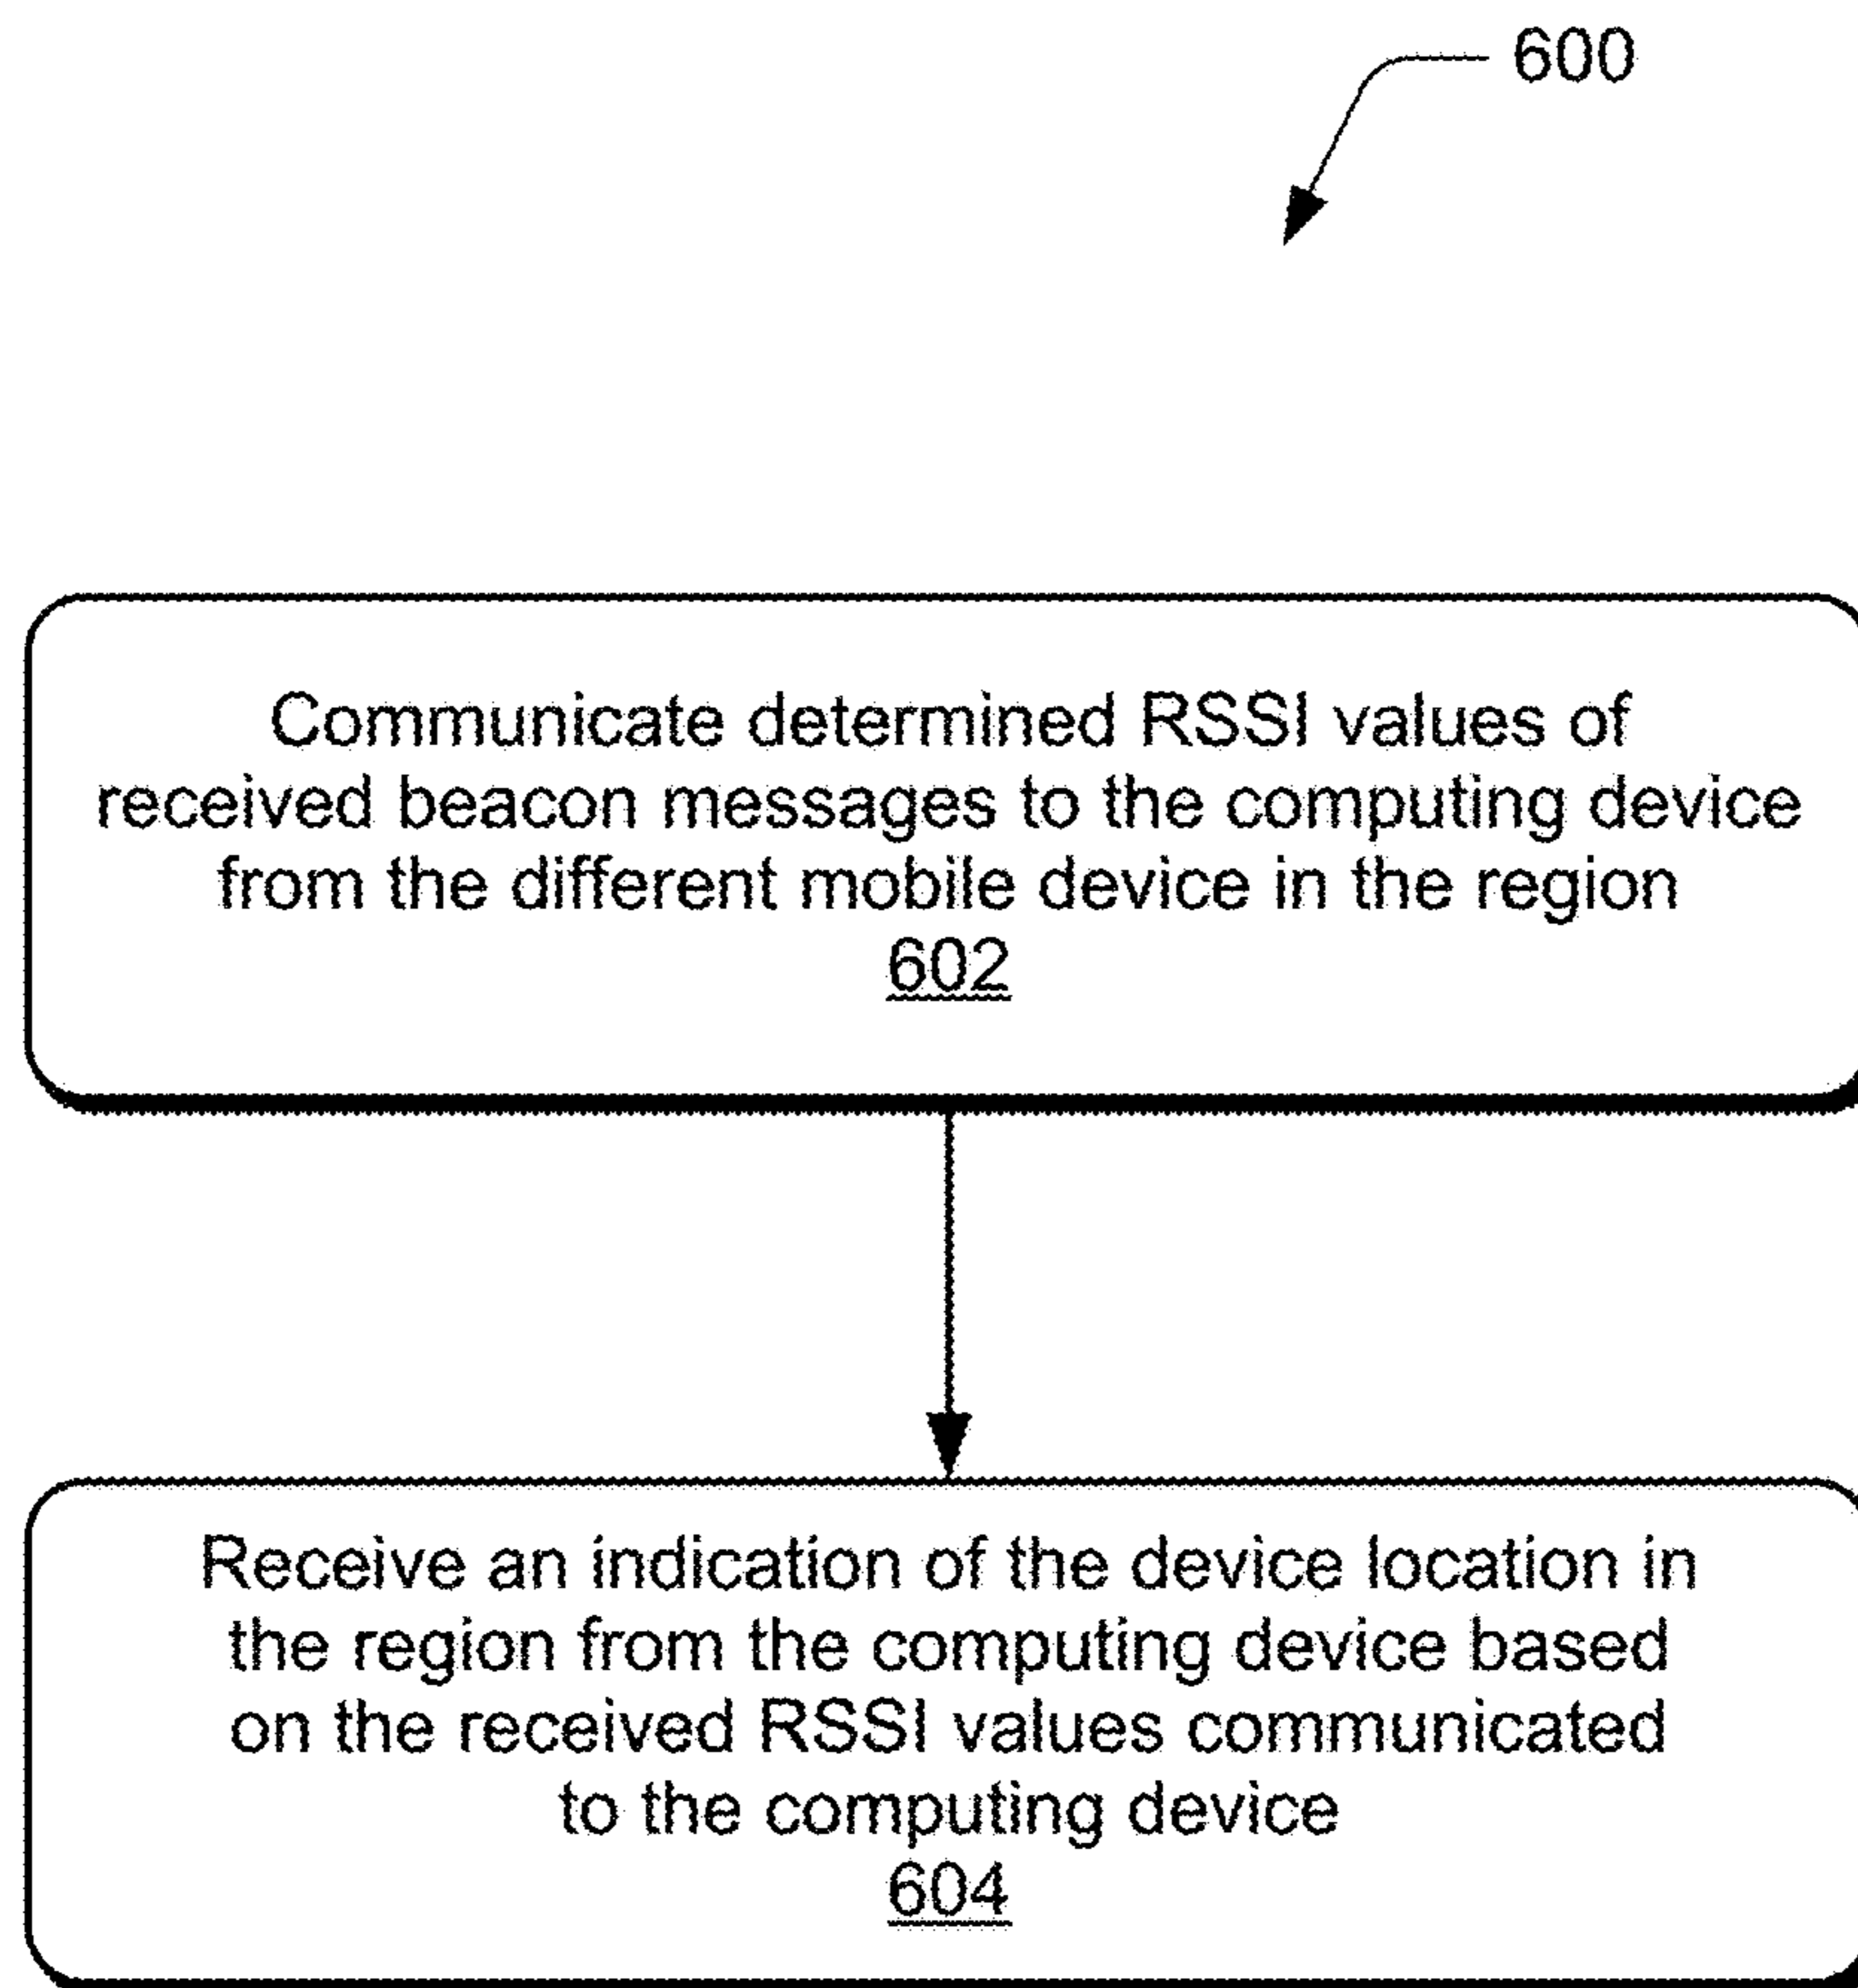 600
Communicate determined RSSI values of
received beacon messages to the computing device
from the different mobile device in the region
602
Receive an indication of the device location in
the region from the computing device based
on the received RSSI values communicated
to the computing device
604